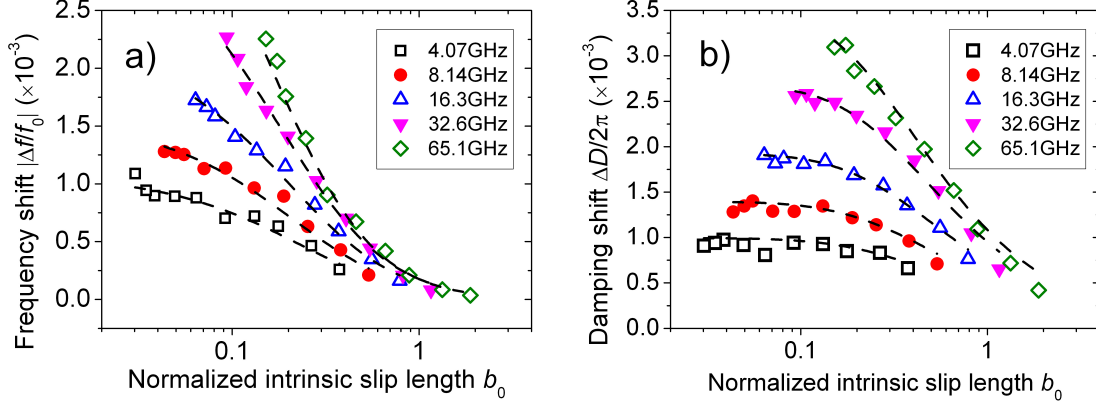 a)
Frequency shift |Δf/f₀| (×10⁻³)
2.5
2.0
1.5
1.0
0.5
0.0
4.07GHz
8.14GHz
16.3GHz
32.6GHz
65.1GHz
0.1
1
Normalized intrinsic slip length b₀
b)
Damping shift ΔD/2π (×10⁻³)
3.5
3.0
2.5
2.0
1.5
1.0
0.5
0.0
4.07GHz
8.14GHz
16.3GHz
32.6GHz
65.1GHz
0.1
1
Normalized intrinsic slip length b₀